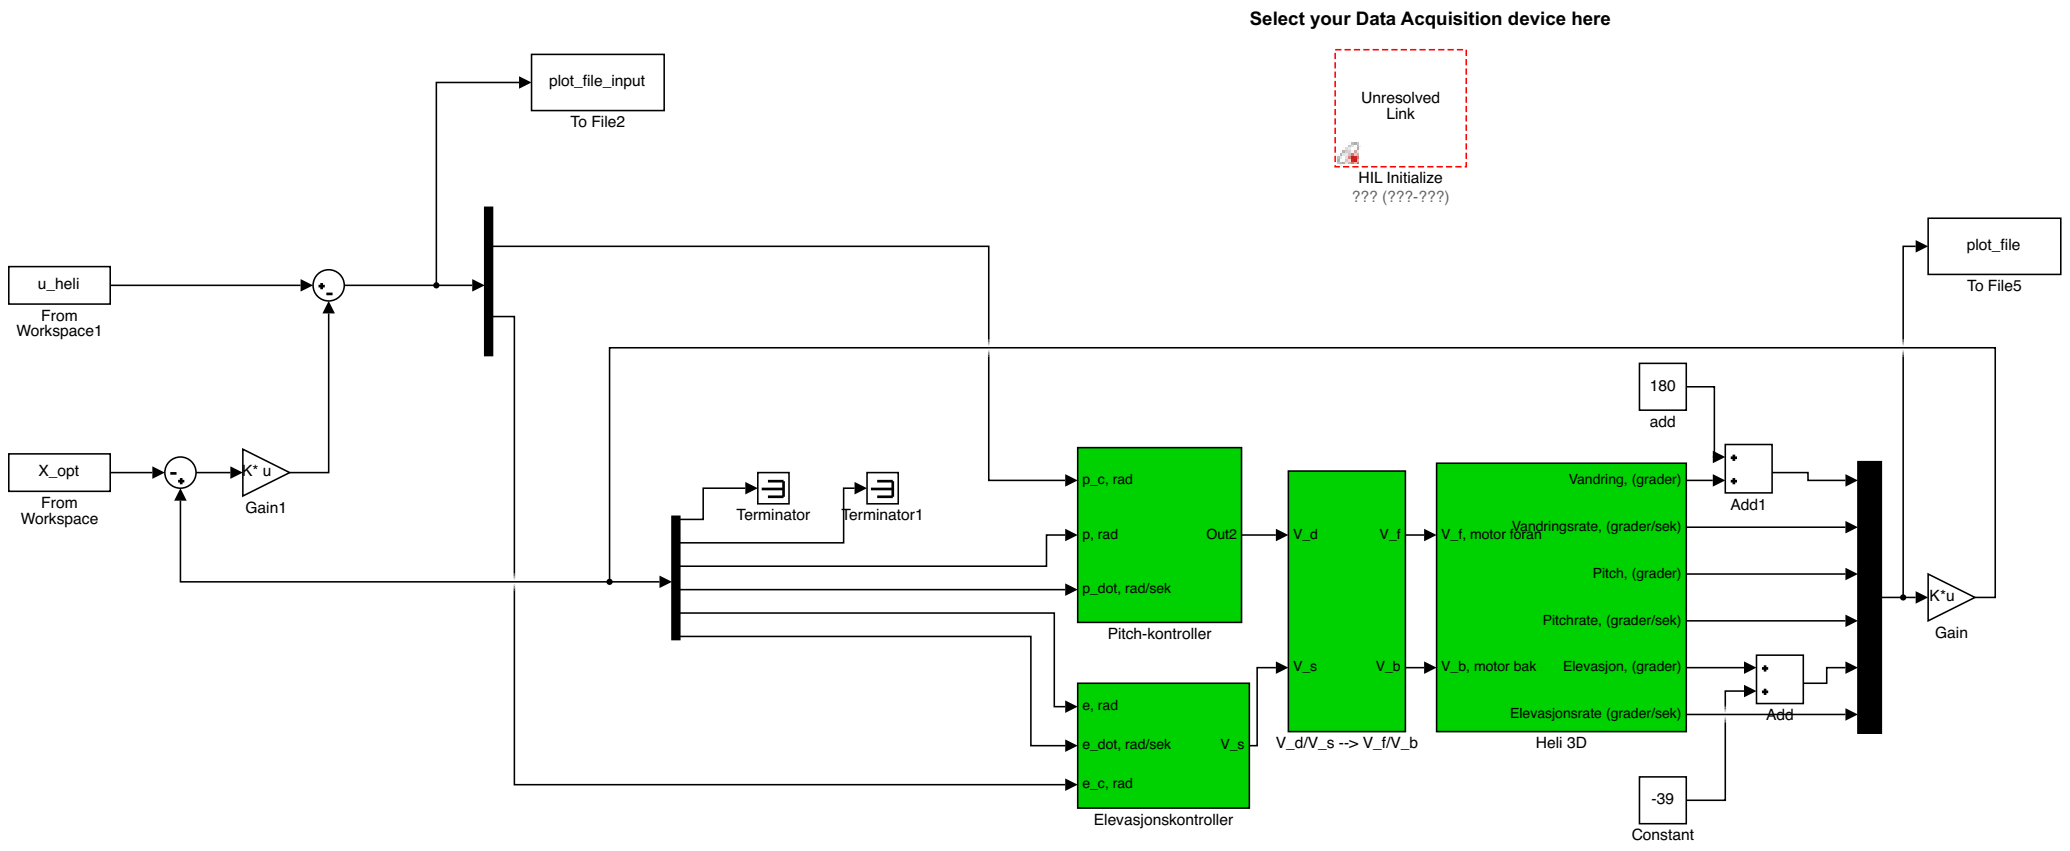 Select your Data Acquisition device here
plot_file_input
To File2
Unresolved
Link
HIL Initialize
??? (???-???)
plot_file
To File5
u_heli
From
Workspace1
+
-
180
add
X_opt
From
Workspace
-
+
K* u
Gain1
Terminator
Terminator1
p_c, rad
p, rad
p_dot, rad/sek
Out2
Pitch-kontroller
e, rad
e_dot, rad/sek
e_c, rad
V_s
Elevasjonskontroller
V_d
V_s
V_f
V_b
V_d/V_s --> V_f/V_b
V_f, motor foran
V_b, motor bak
Vandring, (grader)
Vandringsrate, (grader/sek)
Pitch, (grader)
Pitchrate, (grader/sek)
Elevasjon, (grader)
Elevasjonsrate (grader/sek)
Heli 3D
+
+
Add1
+
+
Add
-39
Constant
K*u
Gain